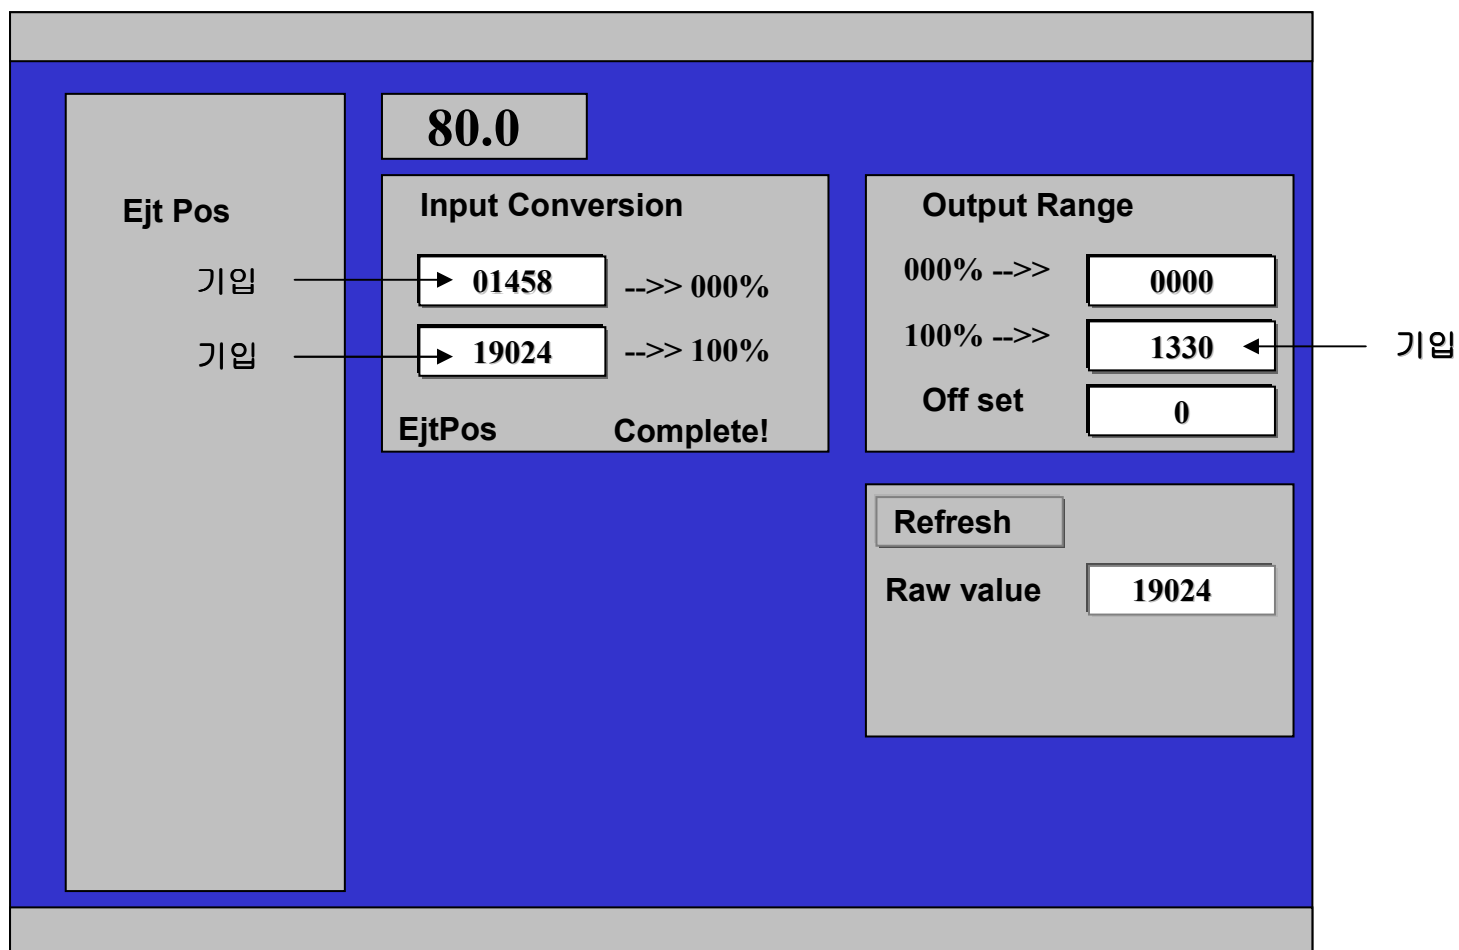 80.0
Ejt Pos
Input Conversion
기입
01458
-->> 000%
기입
19024
-->> 100%
EjtPos
Complete!
Output Range
000% -->>
0000
100% -->>
1330
기입
Off set
0
Refresh
Raw value
19024